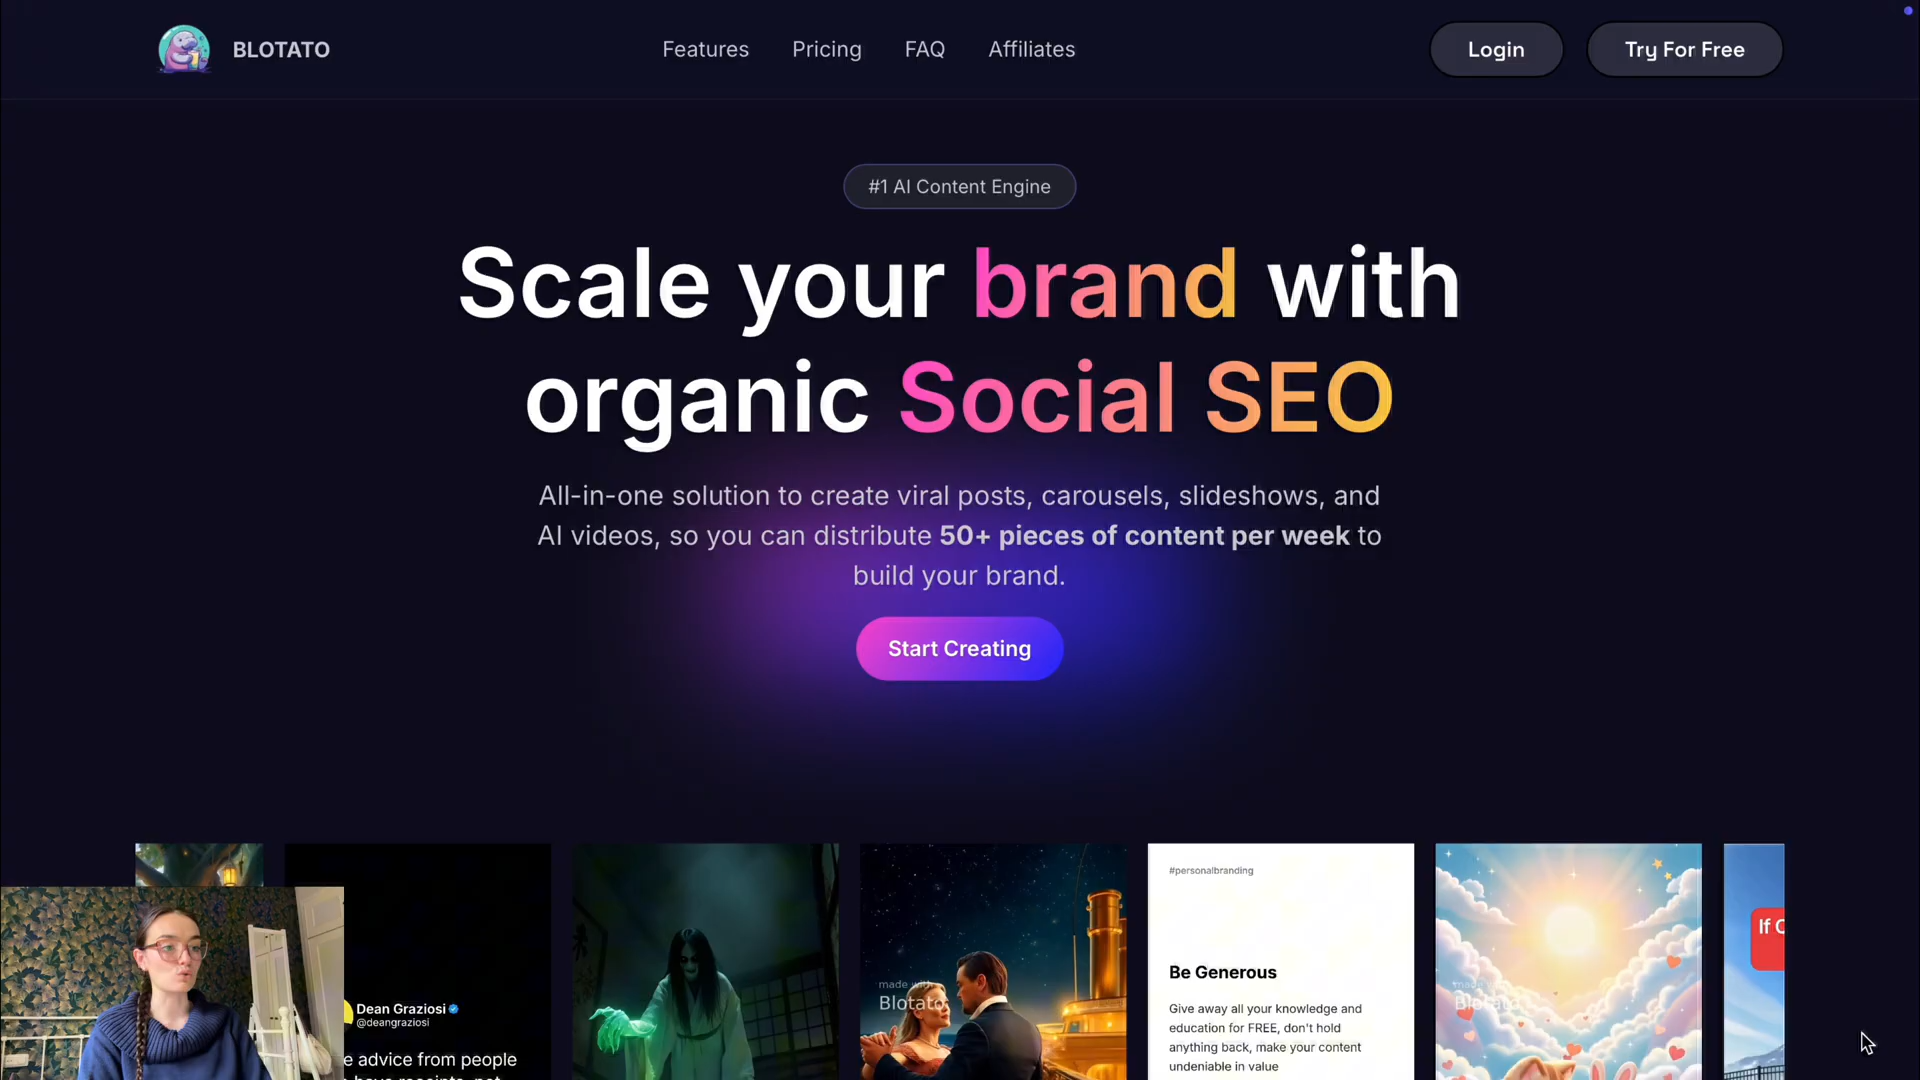 BLOTATO
Features
Pricing
FAQ
Affiliates
Login
Try For Free
#1 AI Content Engine
Scale your brand with
organic Social SEO
All-in-one solution to create viral posts, carousels, slideshows, and
AI videos, so you can distribute 50+ pieces of content per week to
build your brand.
Start Creating
Dean Graziosi
@deangraziosi
e advice from people
made with
Blotato
#personalbranding
Be Generous
Give away all your knowledge and
education for FREE, don't hold
anything back, make your content
undeniable in value
made
Blotato
If